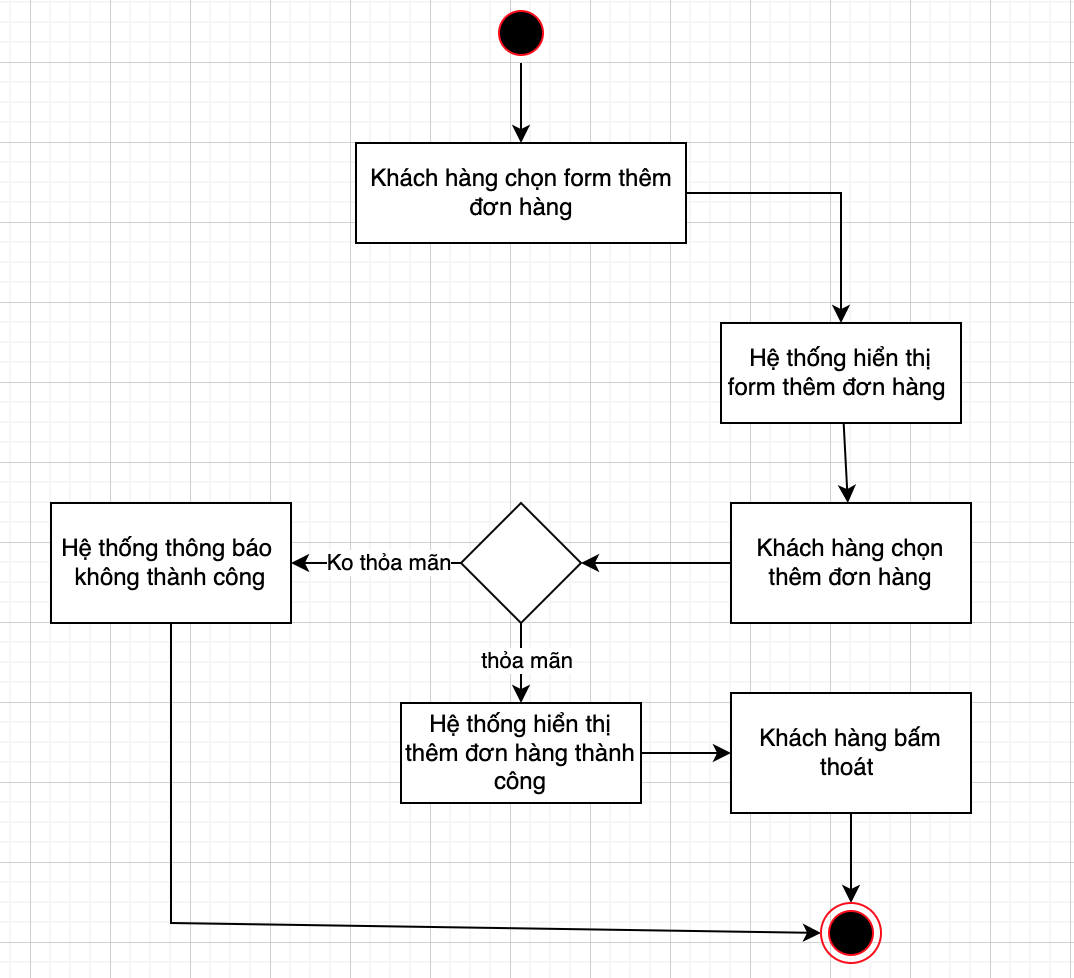 Khách hàng chọn form thêm
đơn hàng
Hệ thống hiển thị
form thêm đơn hàng
Khách hàng chọn
thêm đơn hàng
Ko thỏa mãn
Hệ thống thông báo
không thành công
thỏa mãn
Hệ thống hiển thị
thêm đơn hàng thành
công
Khách hàng bấm
thoát